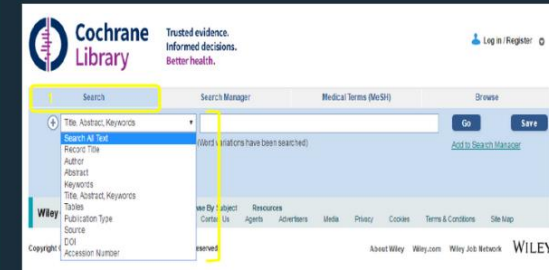 Cochrane Library
Trusted evidence.
Informed decisions.
Better health.
Log in / Register
1 Search
Search Manager
Medical Terms (MeSH)
Browse
Title, Abstract, Keywords
Go
Save
Search All Text
Record Title
Author
Abstract
Keywords
Title, Abstract, Keywords
Tables
Publication Type
Source
DOI
Accession Number
(Word variations have been searched)
Add to Search Manager
Wiley
By Subject
Resources
Contact Us
Agents
Advertisers
Media
Privacy
Cookies
Terms & Conditions
Site Map
Copyright
About Wiley
Wiley.com
Wiley Job Network
WILEY